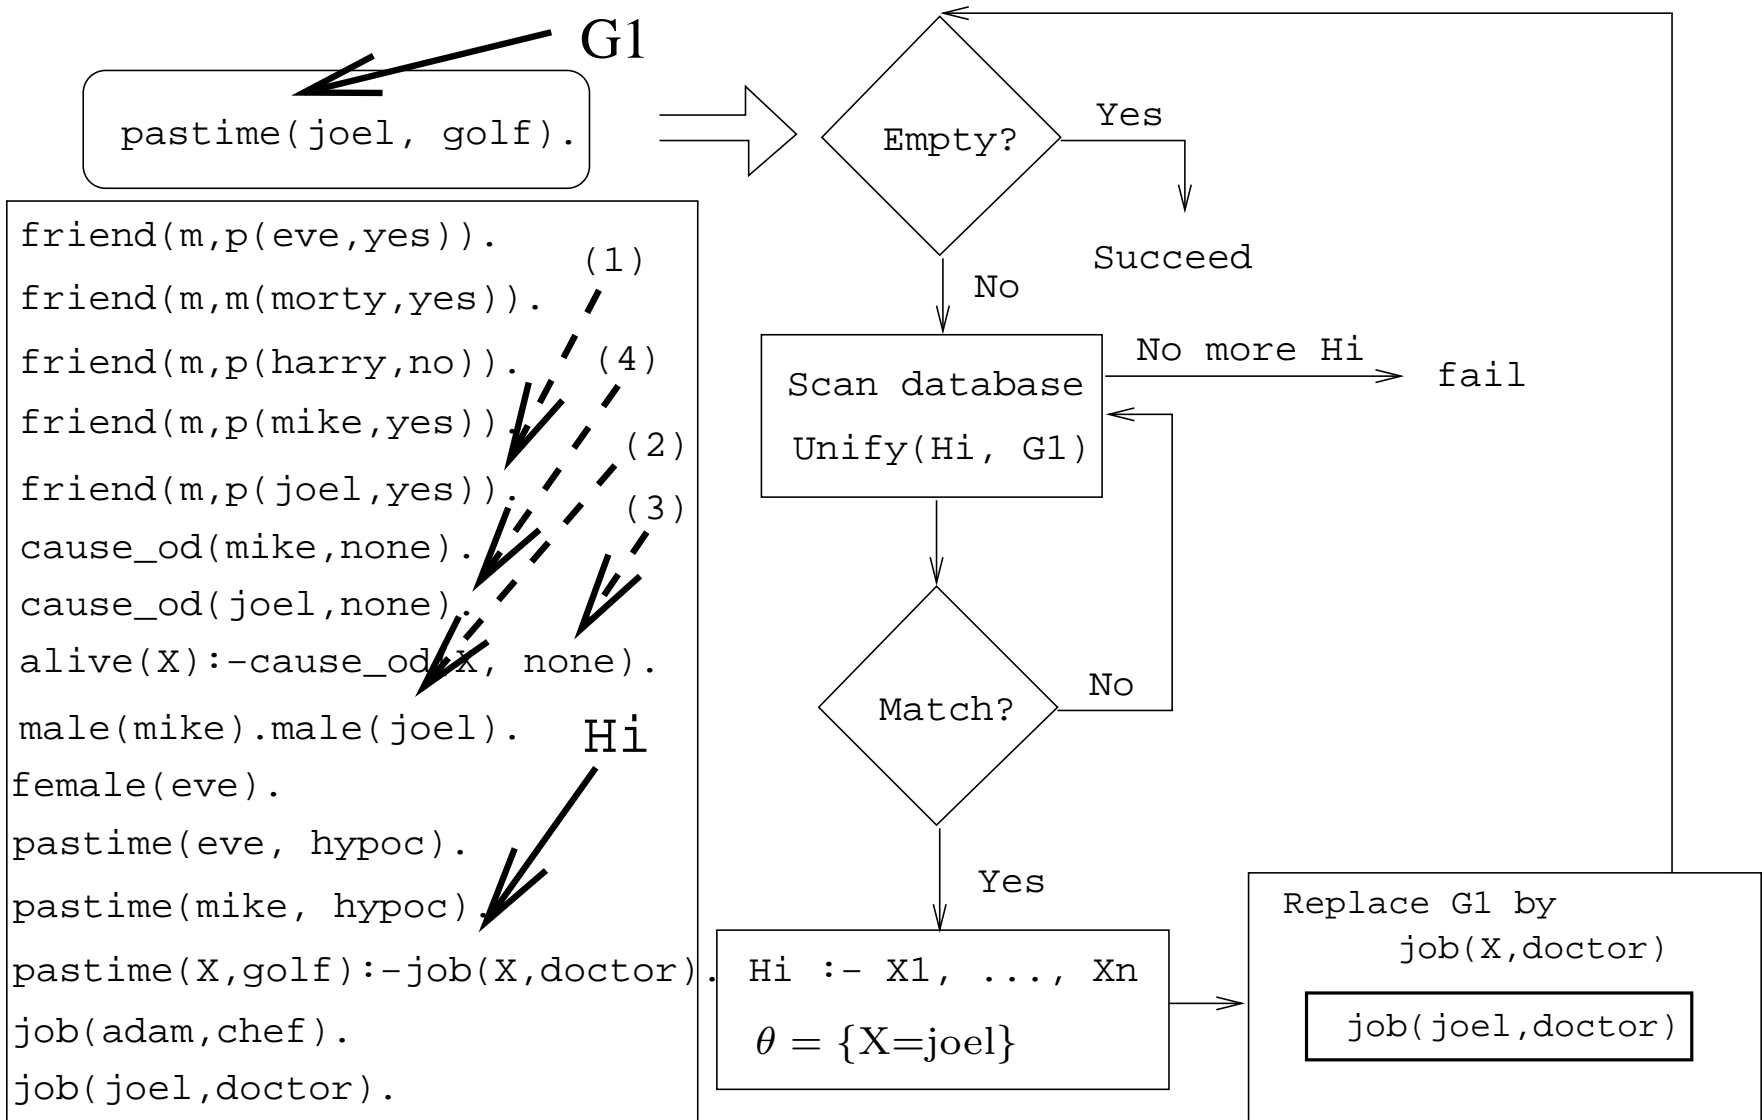 G1
pastime(joel, golf).
friend(m,p(eve,yes)).
(1)
friend(m,m(morty,yes)).
friend(m,p(harry,no)).
(4)
friend(m,p(mike,yes)).
(2)
friend(m,p(joel,yes)).
(3)
cause_od(mike,none).
cause_od(joel,none).
alive(X):-cause_od(X, none).
male(mike).male(joel).
Hi
female(eve).
pastime(eve, hypoc).
pastime(mike, hypoc).
pastime(X,golf):-job(X,doctor).
job(adam,chef).
job(joel,doctor).
Empty?
Yes
Succeed
No
Scan database
Unify(Hi, G1)
No more Hi
fail
Match?
No
Yes
Hi :- X1, ..., Xn
θ = {X=joel}
Replace G1 by
job(X,doctor)
job(joel,doctor)